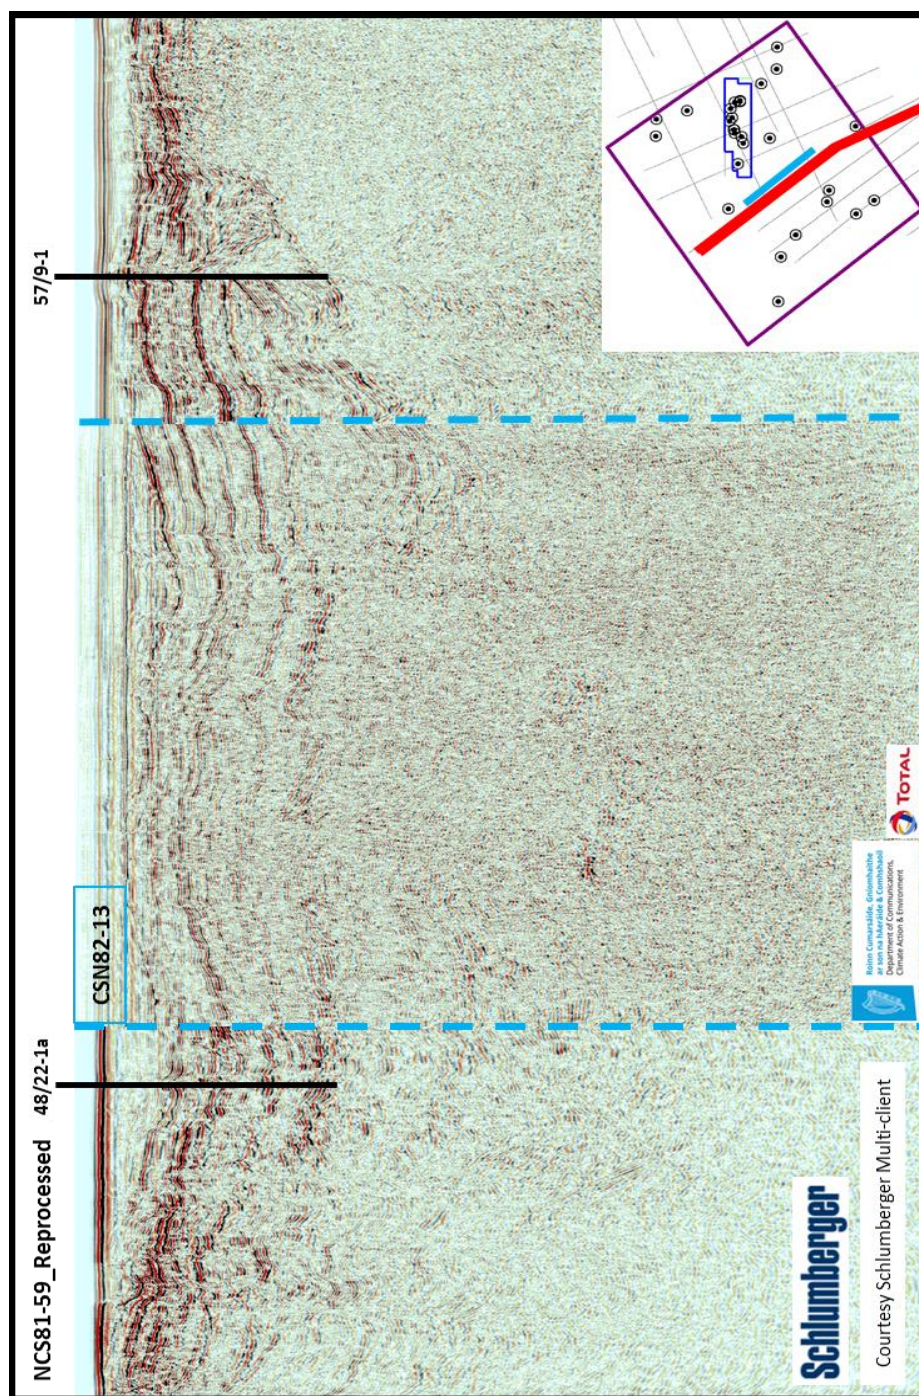 NCS81-59_Reprocessed
48/22-1a
57/9-1
CSN82-13
Schlumberger
Courtesy Schlumberger Multi-client
Roinn Cumarsáide, Gníomhaithe
ar son na hAeráide & Comhshaoil
Department of Communications,
Climate Action & Environment
TOTAL